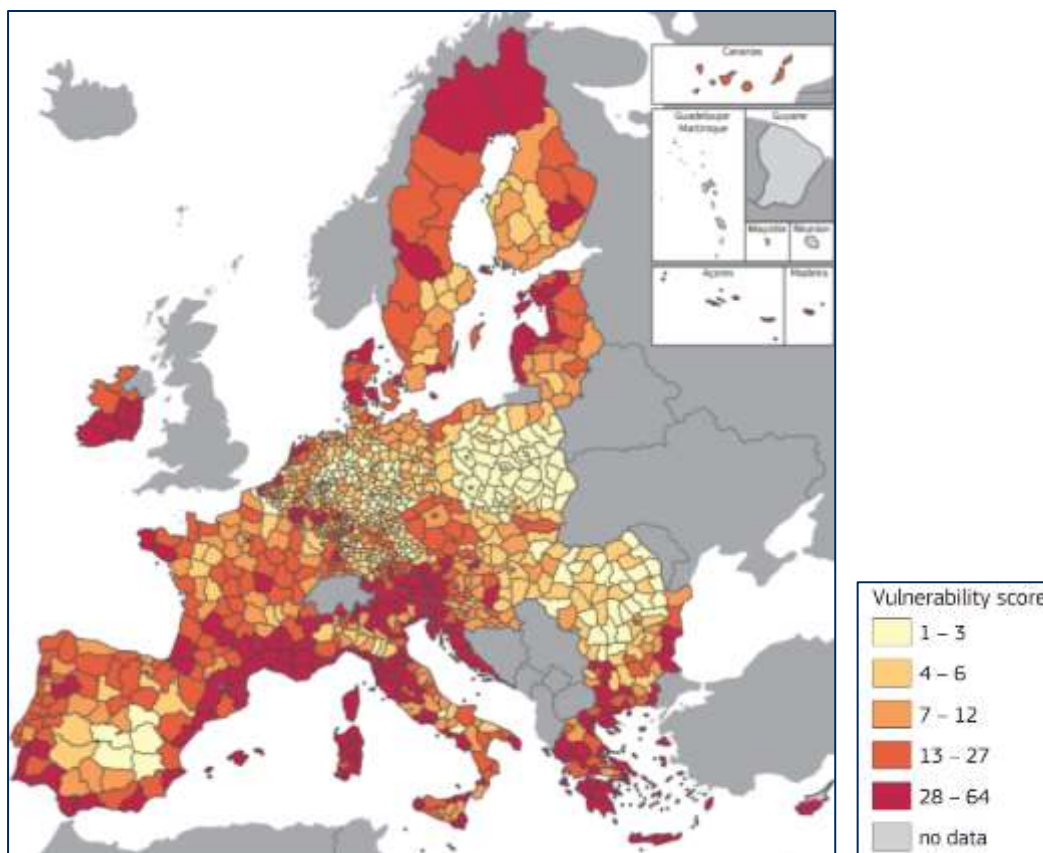 Canarias
Guadeloupe
Martinique
Guyane
Mayotte
Réunion
Açores
Madeira
Vulnerability score
1 – 3
4 – 6
7 – 12
13 – 27
28 – 64
no data